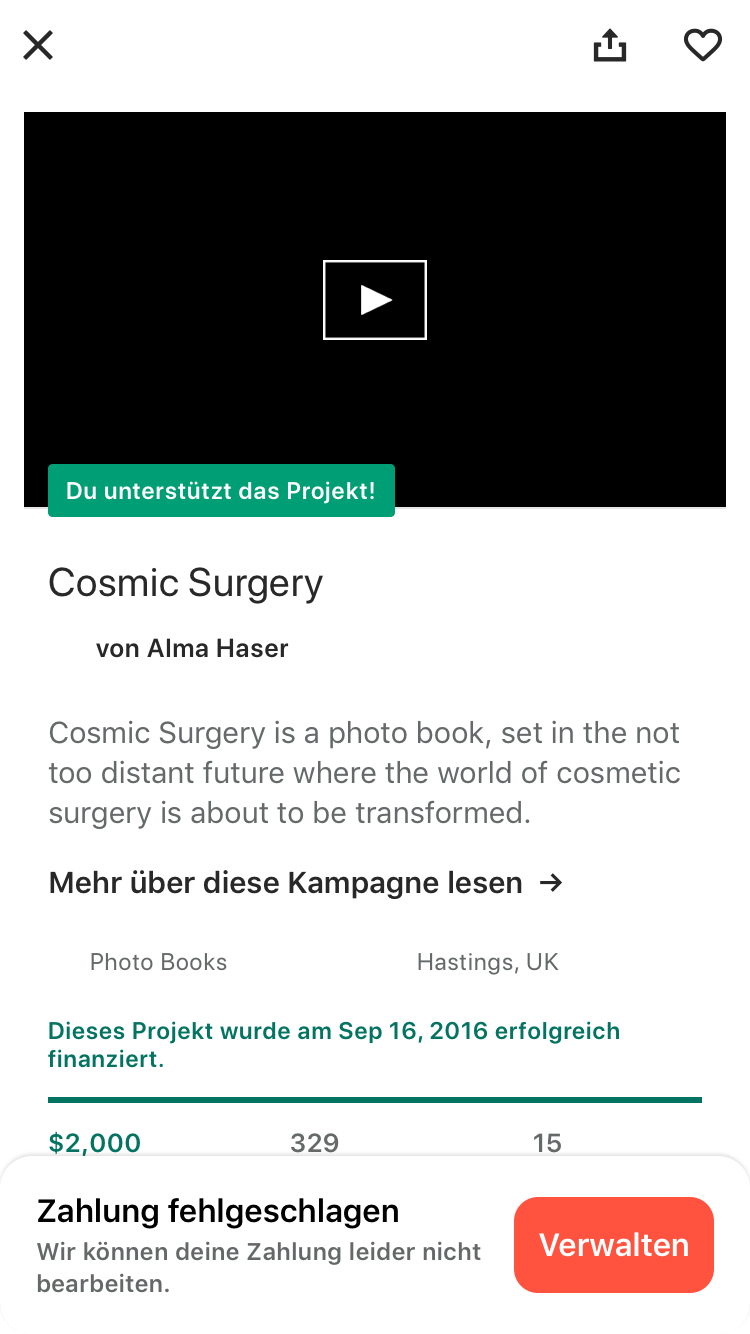 Du unterstützt das Projekt!
Cosmic Surgery
von Alma Haser
Cosmic Surgery is a photo book, set in the not
too distant future where the world of cosmetic
surgery is about to be transformed.
Mehr über diese Kampagne lesen →
Photo Books Hastings, UK
Dieses Projekt wurde am Sep 16, 2016 erfolgreich
finanziert.
$2,000 329 15
Zahlung fehlgeschlagen
Wir können deine Zahlung leider nicht
bearbeiten.
Verwalten